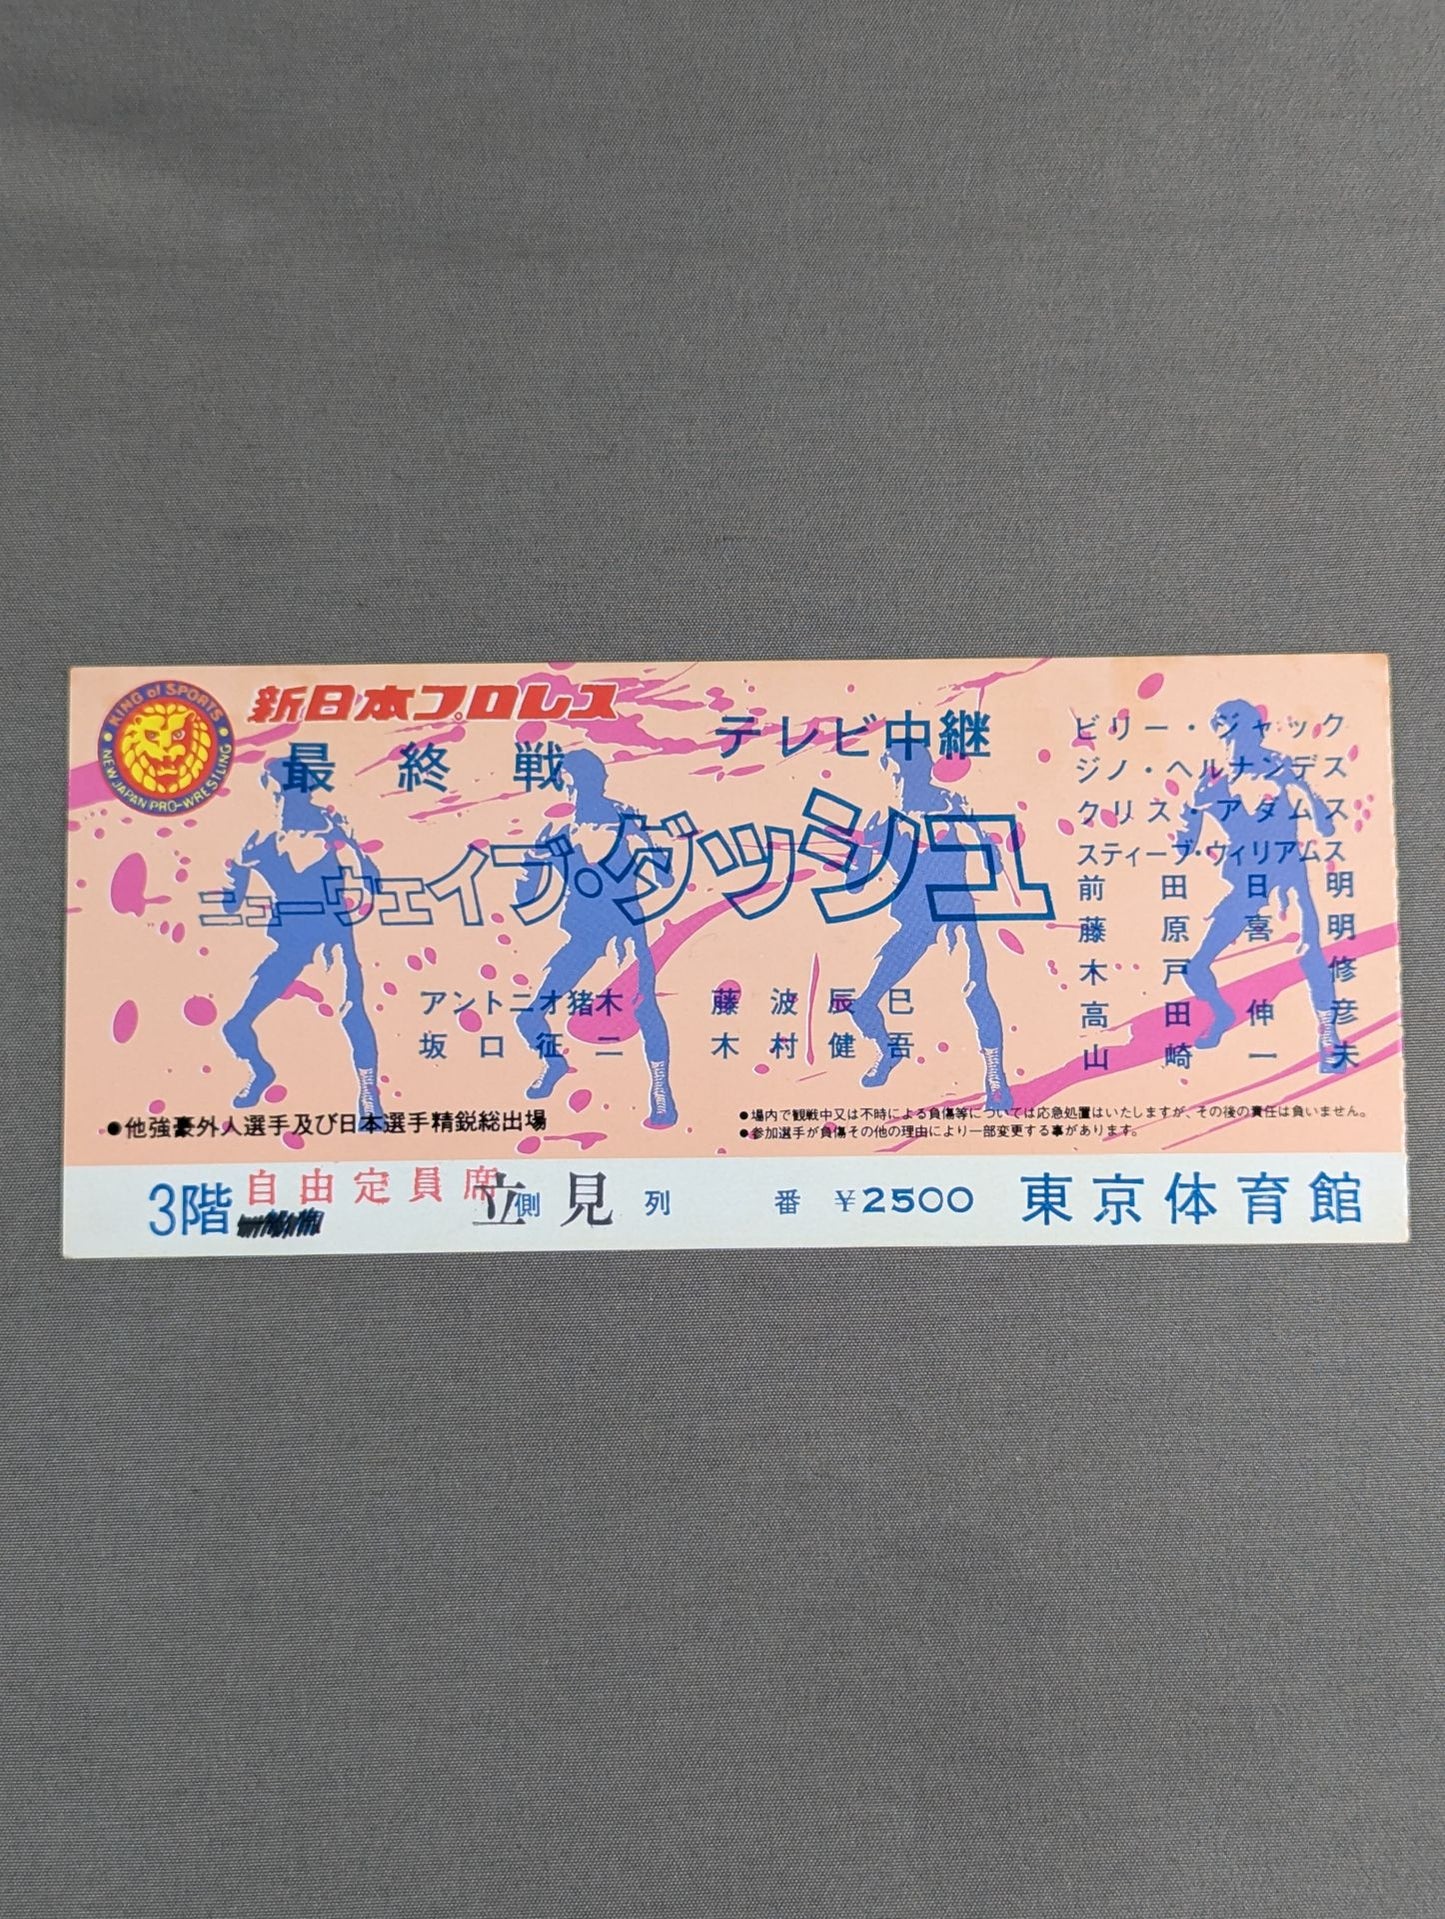 KING of SPORTS
NEW JAPAN PRO-WRESTLING
新日本プロレス
最終戦
テレビ中継
ニューウェイブ・ダッシュ
アントニオ猪木
藤波辰巳
坂口征二
木村健吾
ビリー・ジャック
ジノ・ヘルナンデス
クリス・アダムス
スティーブ・ウィリアムス
前田日明
藤原喜明
木戸修
高田伸彦
山崎一夫
●他強豪外人選手及び日本選手精鋭総出場
●場内で観戦中又は不時による負傷等については応急処置はいたしますが、その後の責任は負いません。
●参加選手が負傷その他の理由により一部変更する事があります。
3階 自由定員席 立側 見 列 番 ¥2500 東京体育館